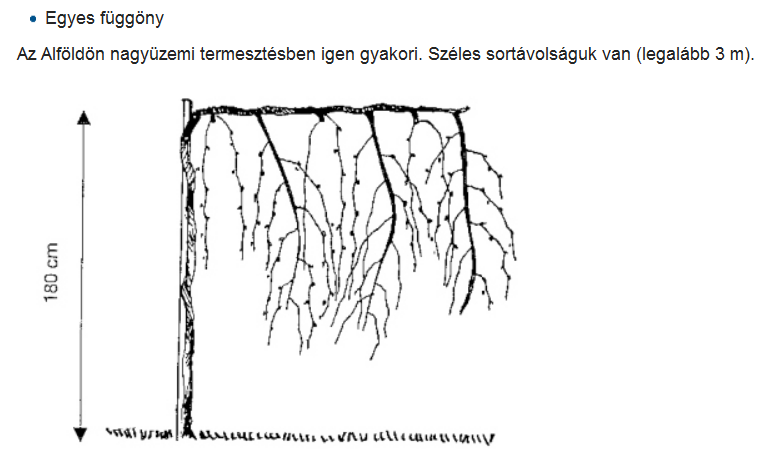 • Egyes függöny
Az Alföldön nagyüzemi termesztésben igen gyakori. Széles sortávolságuk van (legalább 3 m).
180 cm